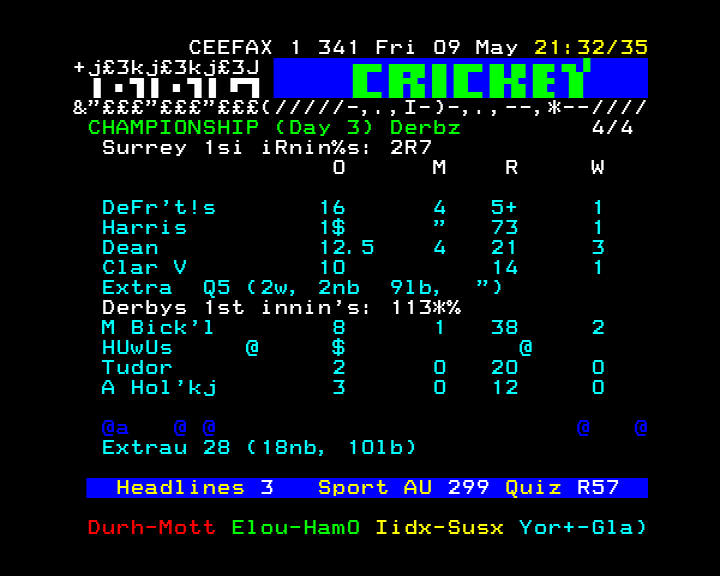 CEEFAX 1 341 Fri 09 May 21:32/35
+j£3kj£3kj£3J
CRICKEY
&”£££”£££”£££(/////-,.,I-)-,.,--,*--////
CHAMPIONSHIP (Day 3) Derbz 4/4
Surrey 1si iRnin%s: 2R7
O M R W
DeFr't!s 16 4 5+ 1
Harris 1$ ” 73 1
Dean 12.5 4 21 3
Clar V 10 14 1
Extra Q5 (2w, 2nb 9lb, ”)
Derbys 1st innin's: 113*%
M Bick'l 8 1 38 2
HUwUs @ $ @
Tudor 2 0 20 0
A Hol'kj 3 0 12 0
@a @ @ @ @
Extrau 28 (18nb, 10lb)
Headlines 3 Sport AU 299 Quiz R57
Durh-Mott Elou-HamO Iidx-Susx Yor+-Gla)